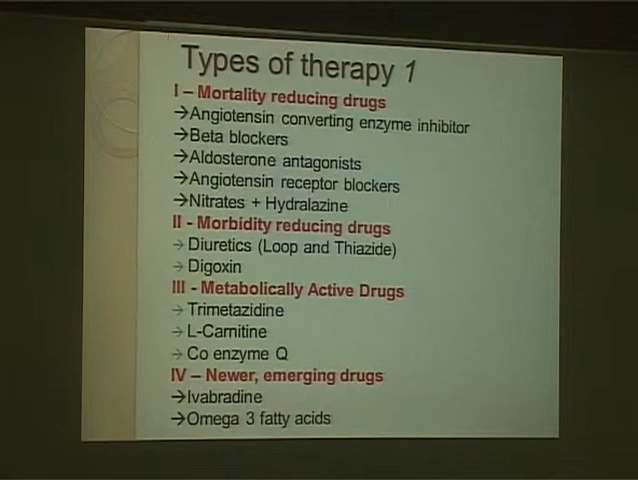 Types of therapy 1
I – Mortality reducing drugs
→Angiotensin converting enzyme inhibitor
→Beta blockers
→Aldosterone antagonists
→Angiotensin receptor blockers
→Nitrates + Hydralazine
II - Morbidity reducing drugs
→ Diuretics (Loop and Thiazide)
→ Digoxin
III - Metabolically Active Drugs
→ Trimetazidine
→ L-Carnitine
→ Co enzyme Q
IV – Newer, emerging drugs
→Ivabradine
→Omega 3 fatty acids